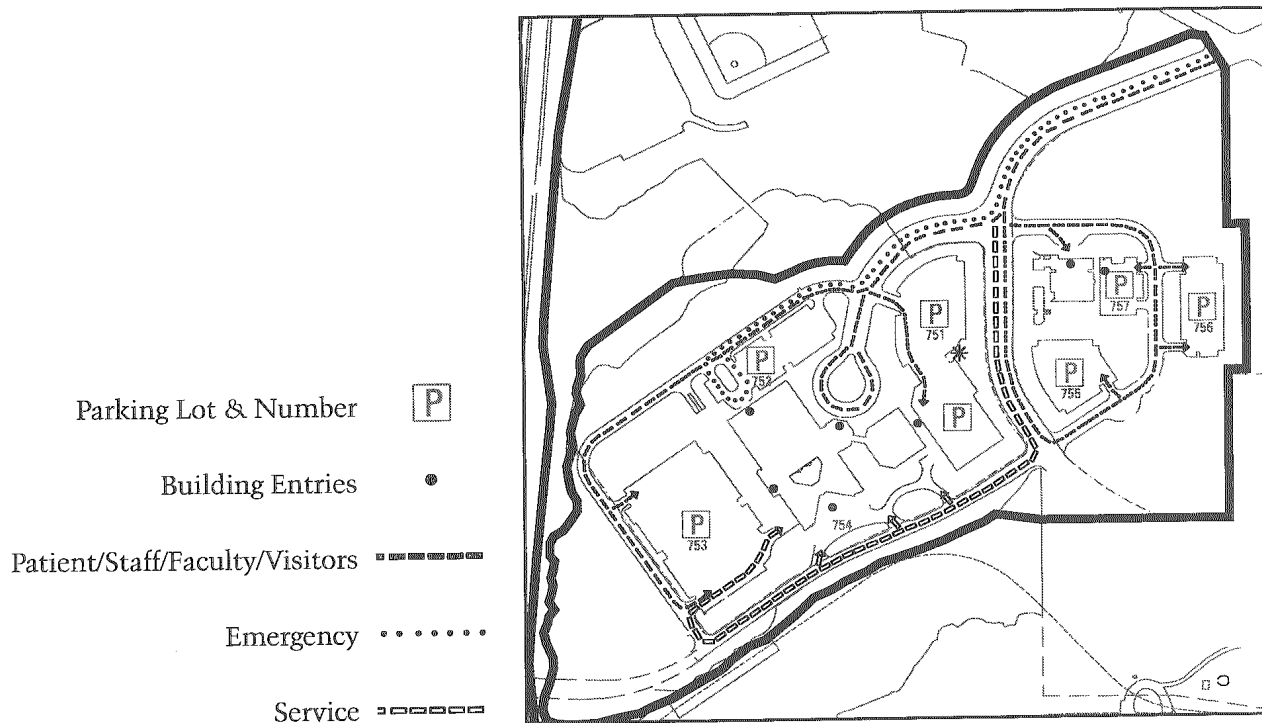 Parking Lot & Number P
Building Entries
Patient/Staff/Faculty/Visitors
Emergency
Service
P
751
P
757
756
P
752
P
755
P
P
753
754
P